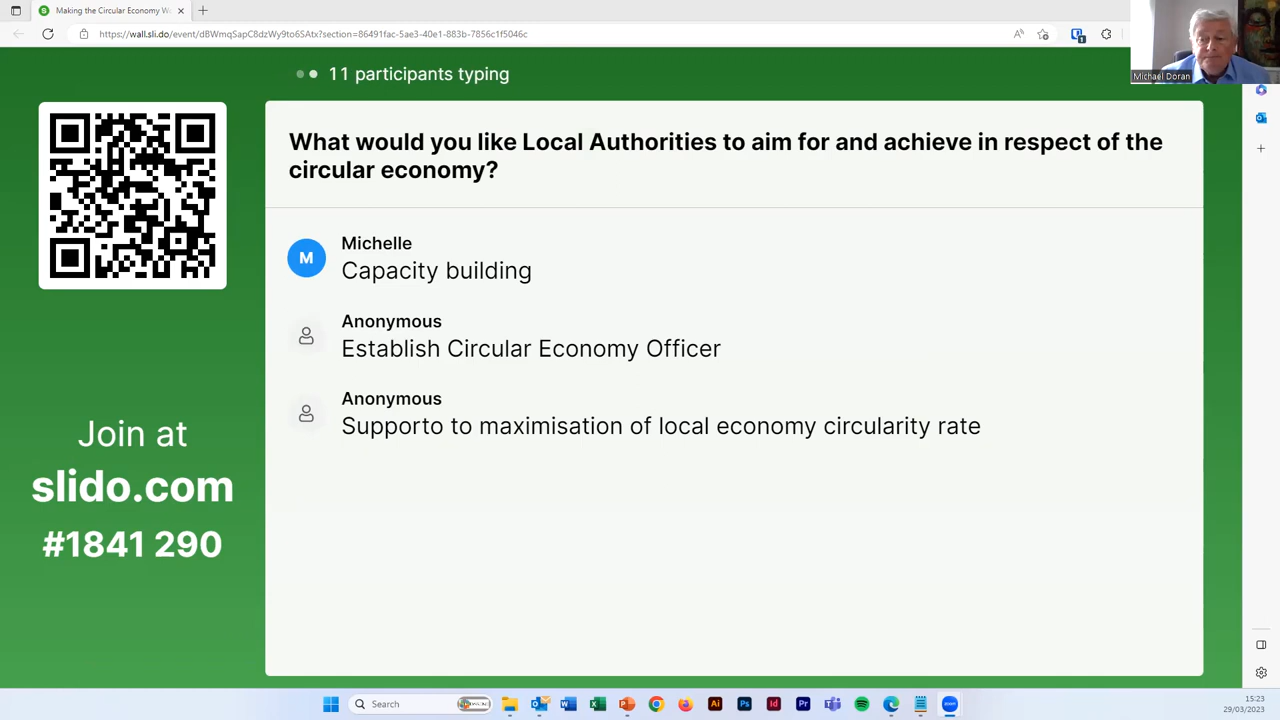 Making the Circular Economy W
https://wall.sli.do/event/dBWmqSapC8dzWy9to6SAtx?section=86491fac-5ae3-40e1-883b-7856c1f5046c
Michael Doran
11 participants typing
What would you like Local Authorities to aim for and achieve in respect of the
circular economy?
M
Michelle
Capacity building
Anonymous
Establish Circular Economy Officer
Anonymous
Supporto to maximisation of local economy circularity rate
Join at
slido.com
#1841 290
Search
15:23
29/03/2023